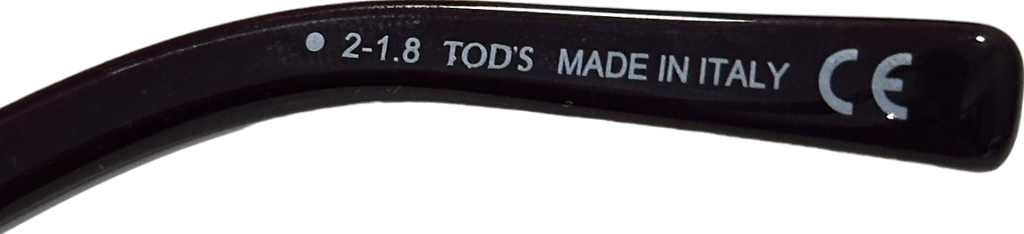 ● 2-1.8 TOD'S MADE IN ITALY CE